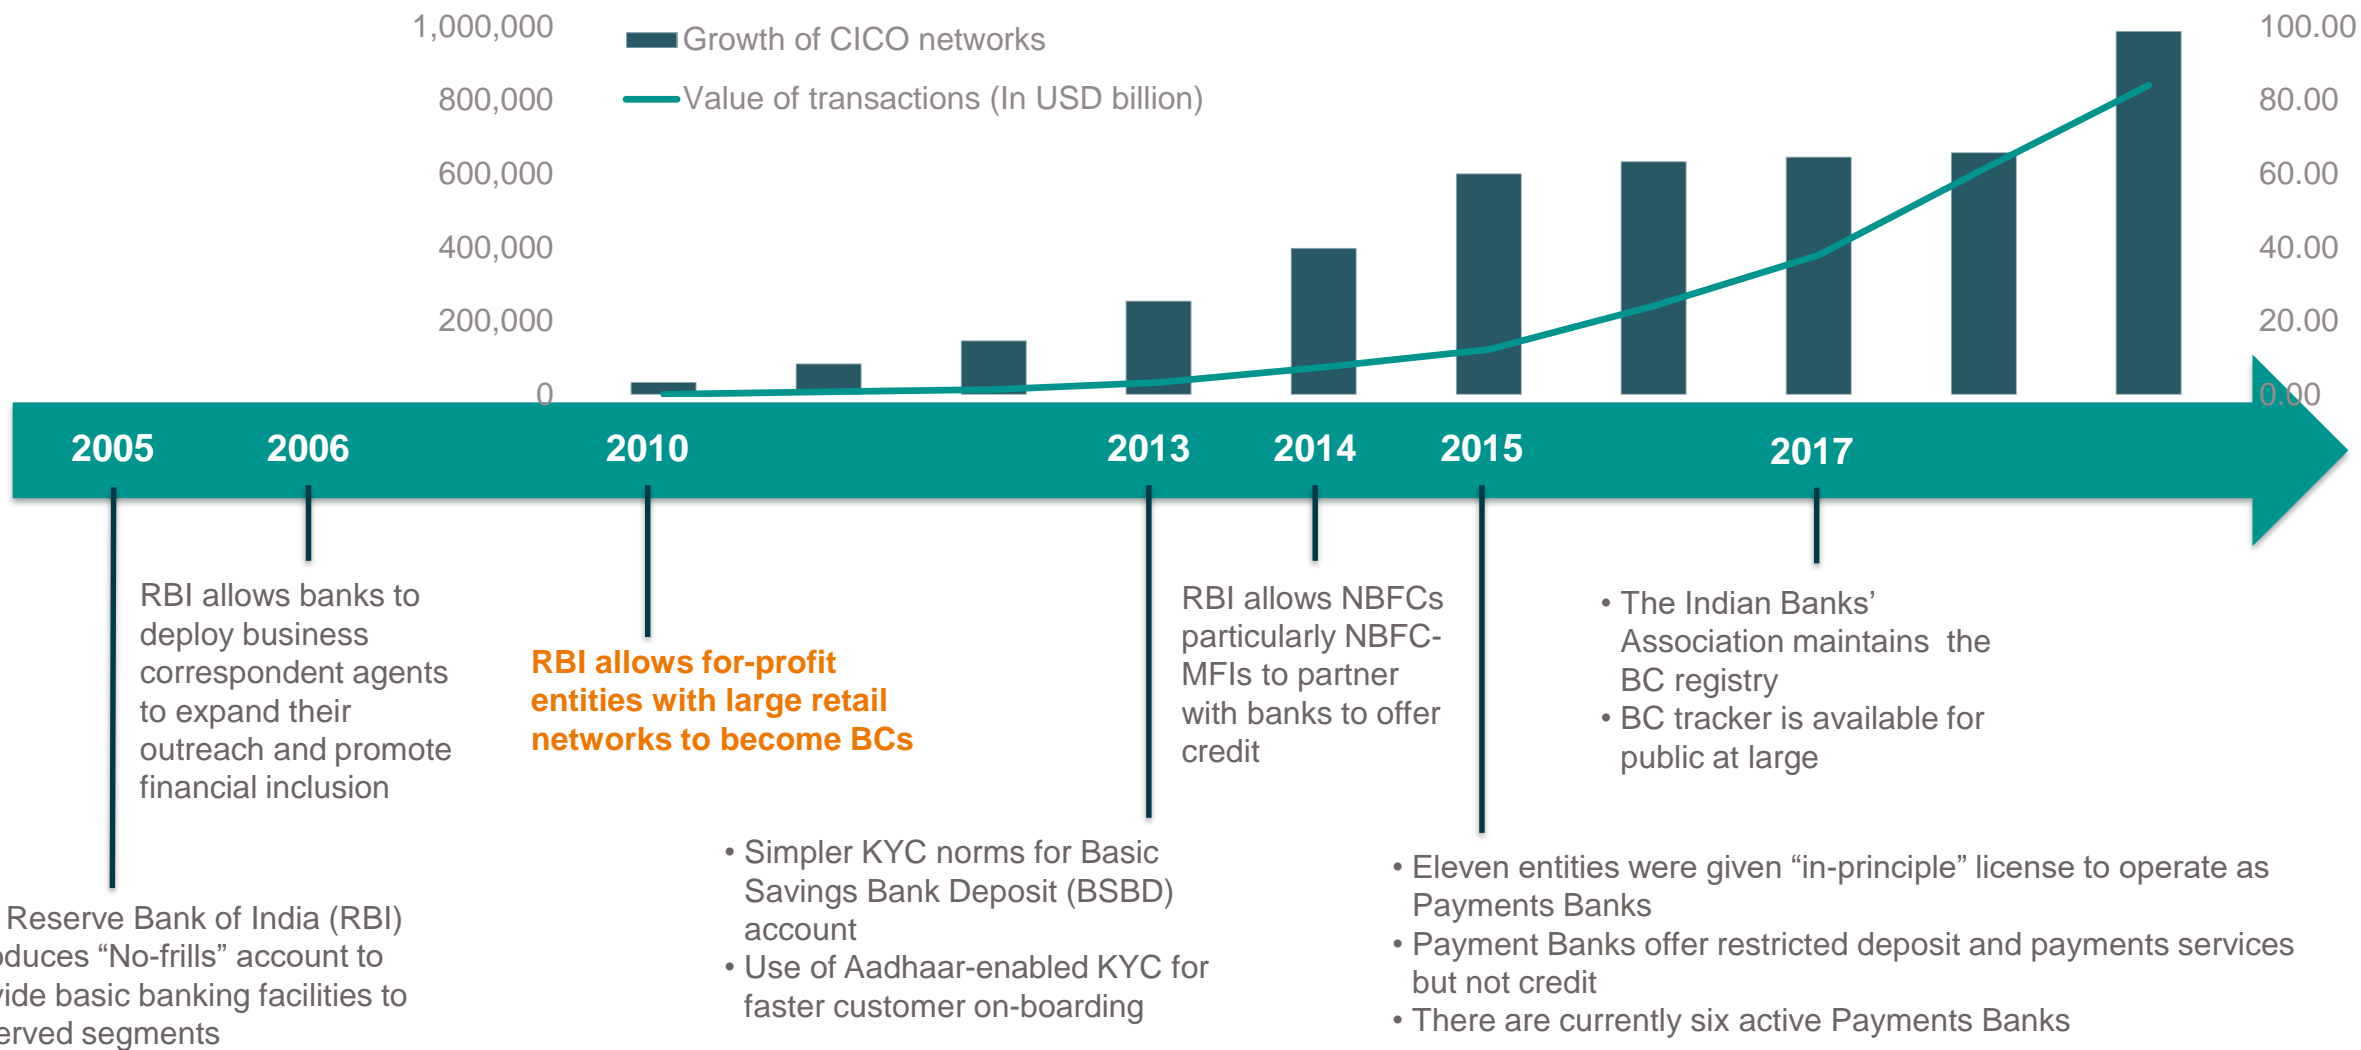 1,000,000
800,000
600,000
400,000
200,000
0
Growth of CICO networks
Value of transactions (In USD billion)
100.00
80.00
60.00
40.00
20.00
0.00
2005
2006
2010
2013
2014
2015
2017
RBI allows banks to
deploy business
correspondent agents
to expand their
outreach and promote
financial inclusion
RBI allows for-profit
entities with large retail
networks to become BCs
RBI allows NBFCs
particularly NBFC-
MFIs to partner
with banks to offer
credit
• The Indian Banks’
Association maintains the
BC registry
• BC tracker is available for
public at large
Reserve Bank of India (RBI)
“No-frills” account to
basic banking facilities to
segments
• Simpler KYC norms for Basic
Savings Bank Deposit (BSBD)
account
• Use of Aadhaar-enabled KYC for
faster customer on-boarding
• Eleven entities were given “in-principle” license to operate as
Payments Banks
• Payment Banks offer restricted deposit and payments services
but not credit
• There are currently six active Payments Banks